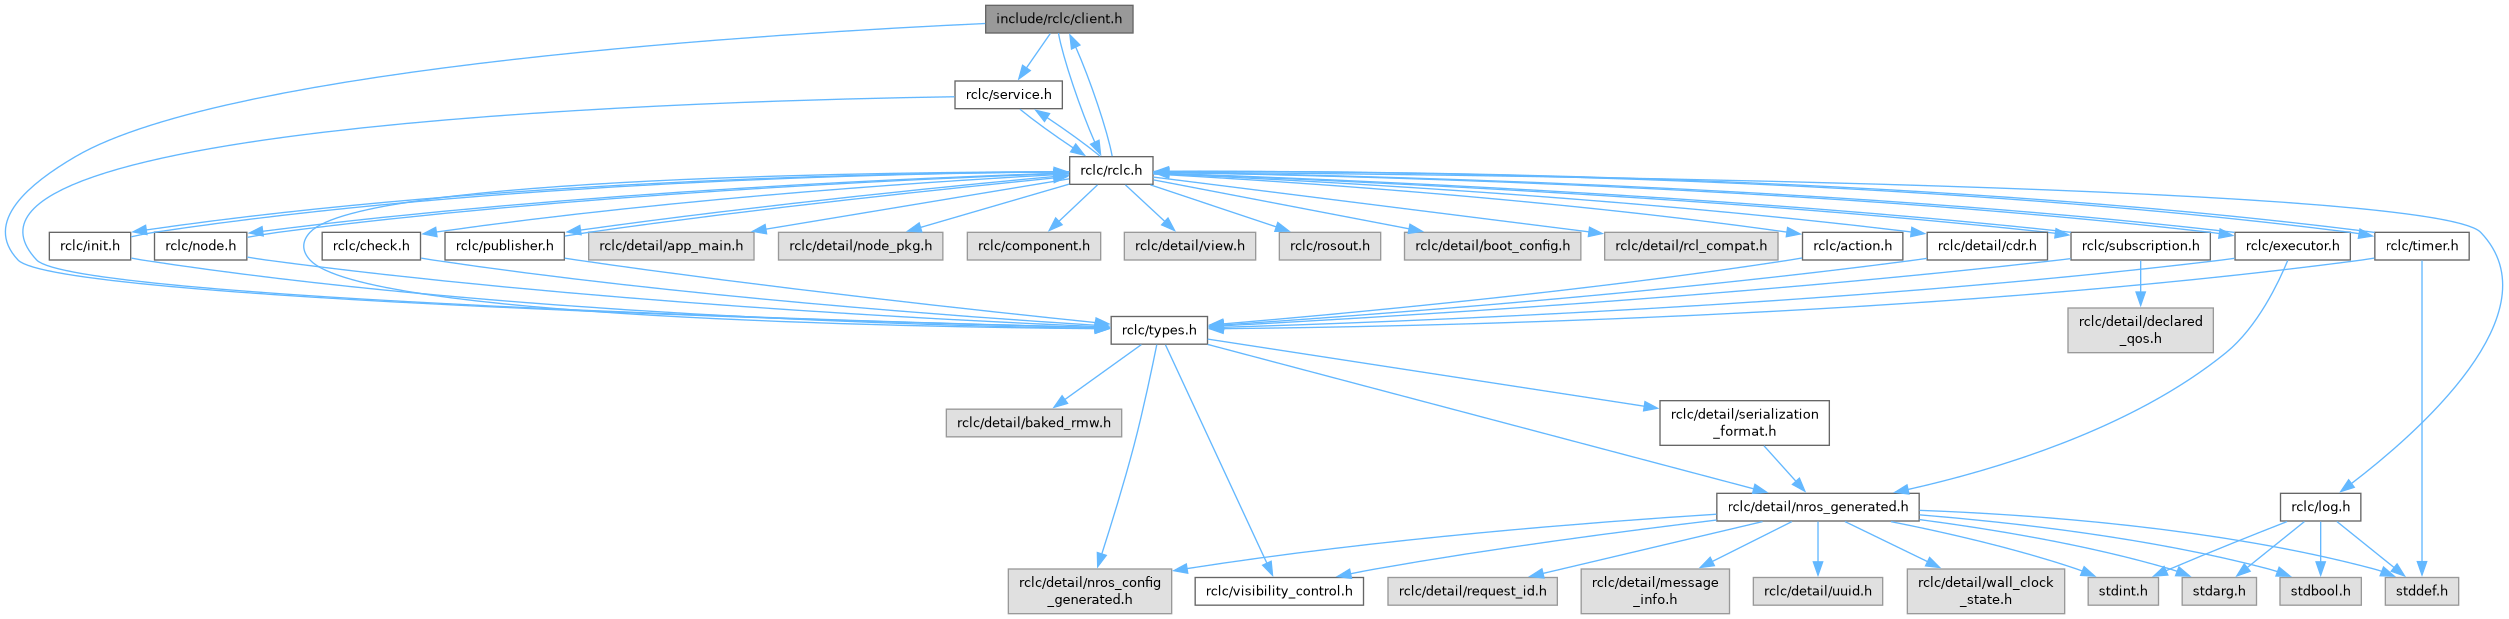 include/rclc/client.h
rclc/service.h
rclc/rclc.h
rclc/init.h
rclc/node.h
rclc/check.h
rclc/publisher.h
rclc/detail/app_main.h
rclc/detail/node_pkg.h
rclc/component.h
rclc/detail/view.h
rclc/rosout.h
rclc/detail/boot_config.h
rclc/detail/rcl_compat.h
rclc/action.h
rclc/detail/cdr.h
rclc/subscription.h
rclc/executor.h
rclc/timer.h
rclc/types.h
rclc/detail/declared
_qos.h
rclc/detail/baked_rmw.h
rclc/detail/serialization
_format.h
rclc/detail/nros_generated.h
rclc/log.h
rclc/detail/nros_config
_generated.h
rclc/visibility_control.h
rclc/detail/request_id.h
rclc/detail/message
_info.h
rclc/detail/uuid.h
rclc/detail/wall_clock
_state.h
stdint.h
stdarg.h
stdbool.h
stddef.h